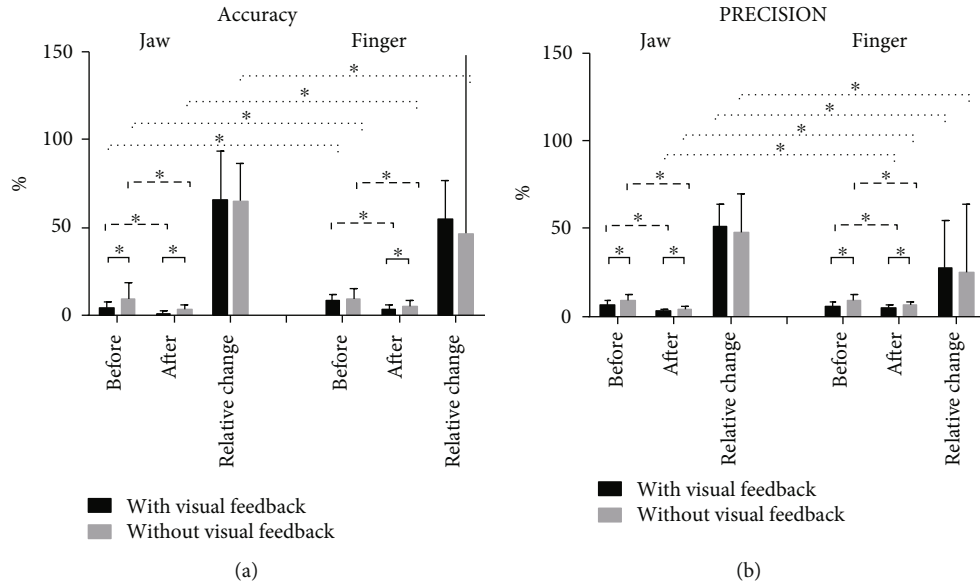 Accuracy
Jaw
Finger
150
100
50
0
%
*
*
*
*
*
*
*
*
*
*
*
Before
After
Relative change
Before
After
Relative change
With visual feedback
Without visual feedback
(a)
PRECISION
Jaw
Finger
150
100
50
0
%
*
*
*
*
*
*
*
*
*
*
*
*
Before
After
Relative change
Before
After
Relative change
With visual feedback
Without visual feedback
(b)